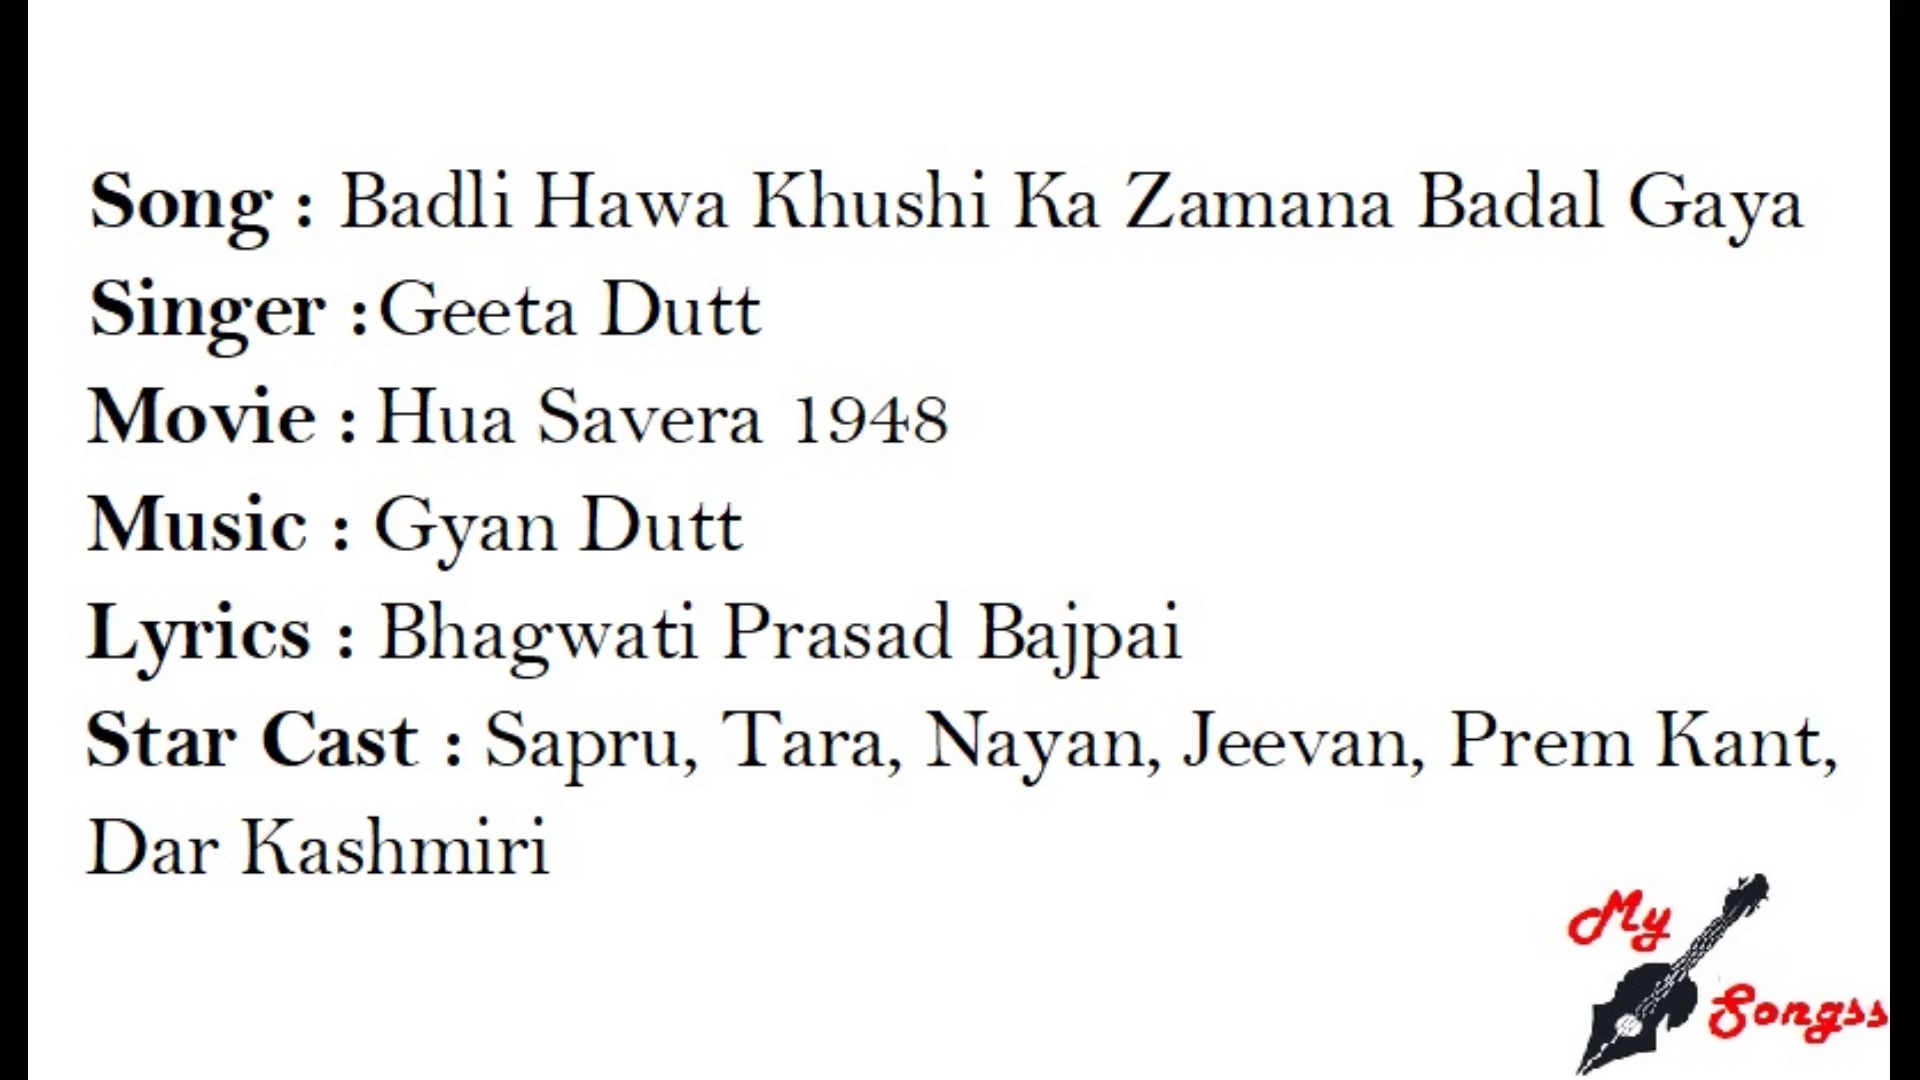 Song : Badli Hawa Khushi Ka Zamana Badal Gaya
Singer :Geeta Dutt
Movie : Hua Savera 1948
Music : Gyan Dutt
Lyrics : Bhagwati Prasad Bajpai
Star Cast : Sapru, Tara, Nayan, Jeevan, Prem Kant,
Dar Kashmiri
My
Songss